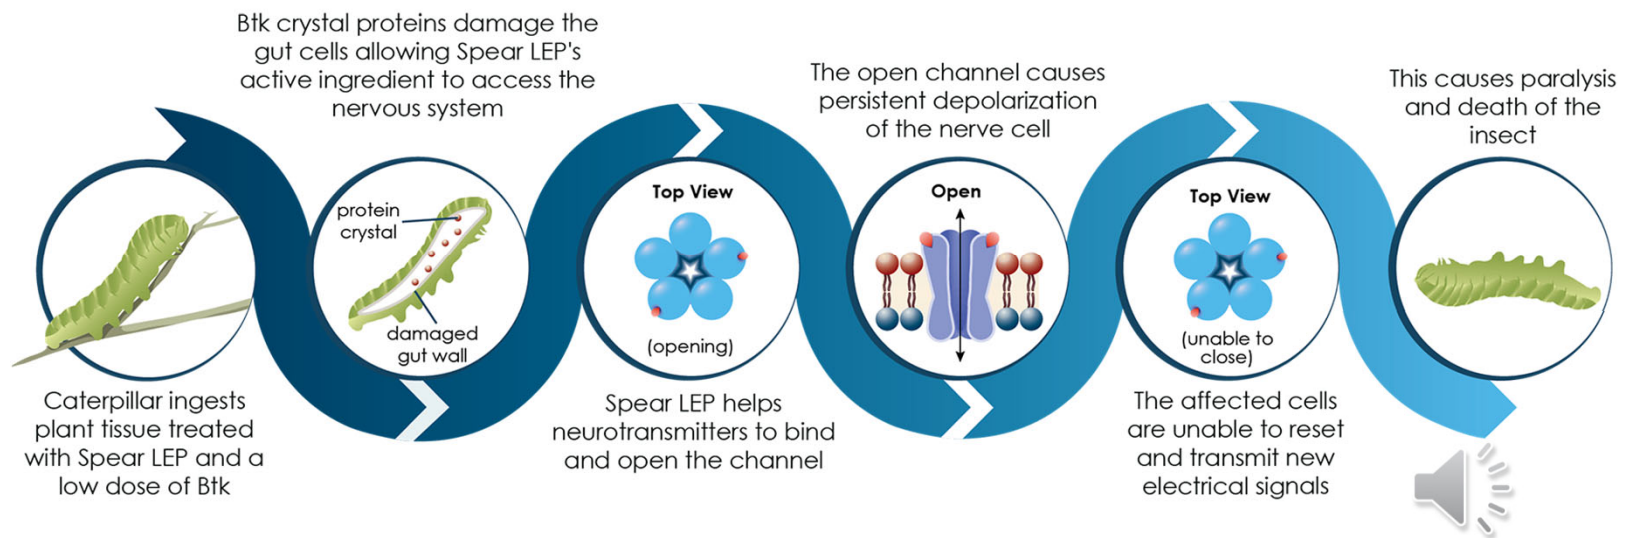 Caterpillar ingests
plant tissue treated
with Spear LEP and a
low dose of Btk
Btk crystal proteins damage the
gut cells allowing Spear LEP's
active ingredient to access the
nervous system
protein
crystal
damaged
gut wall
Top View
(opening)
Spear LEP helps
neurotransmitters to bind
and open the channel
The open channel causes
persistent depolarization
of the nerve cell
Open
Top View
(unable to
close)
The affected cells
are unable to reset
and transmit new
electrical signals
This causes paralysis
and death of the
insect